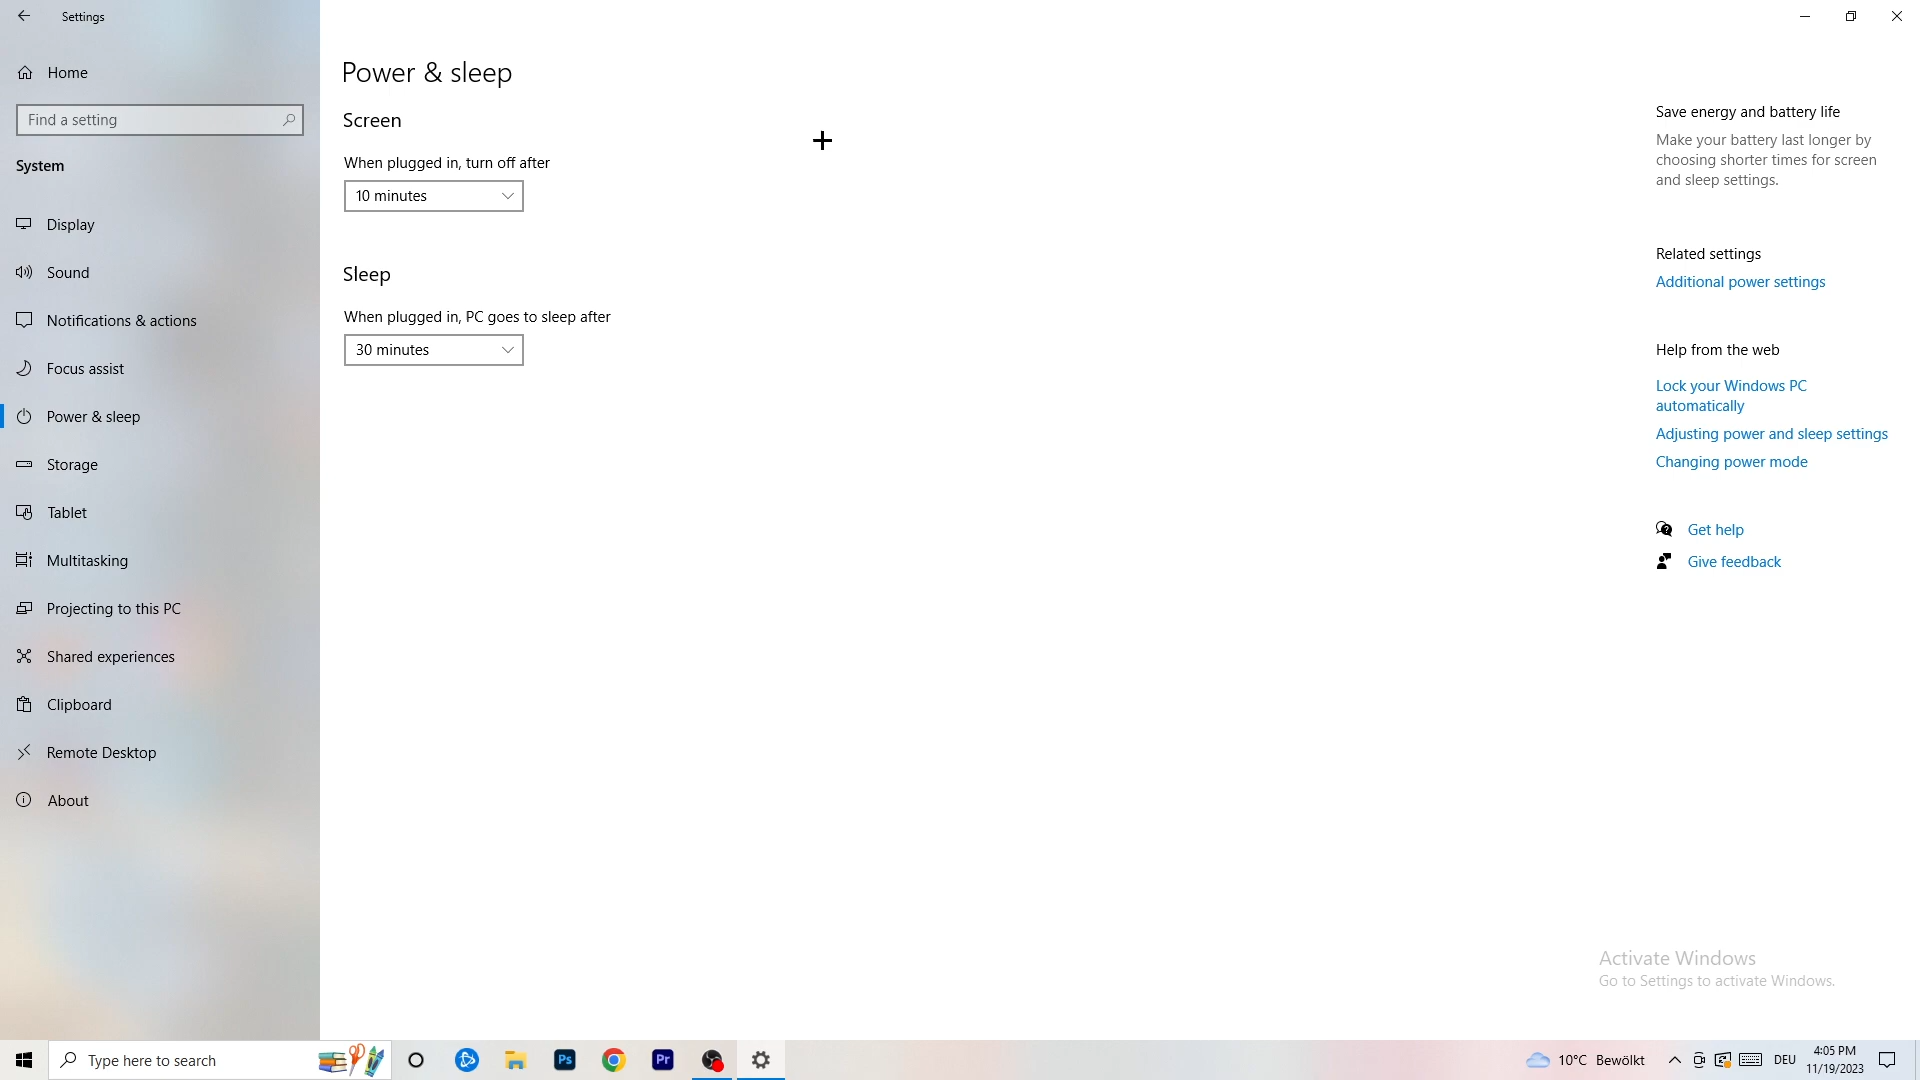 Settings
Home
Find a setting
System
Display
Sound
Notifications & actions
Focus assist
Power & sleep
Storage
Tablet
Multitasking
Projecting to this PC
Shared experiences
Clipboard
Remote Desktop
About
Power & sleep
Screen
When plugged in, turn off after
10 minutes
Sleep
When plugged in, PC goes to sleep after
30 minutes
Save energy and battery life
Make your battery last longer by
choosing shorter times for screen
and sleep settings.
Related settings
Additional power settings
Help from the web
Lock your Windows PC
automatically
Adjusting power and sleep settings
Changing power mode
Get help
Give feedback
Activate Windows
Go to Settings to activate Windows.
Type here to search
Ps
Pr
10°C Bewölkt
DEU
4:05 PM
11/19/2023